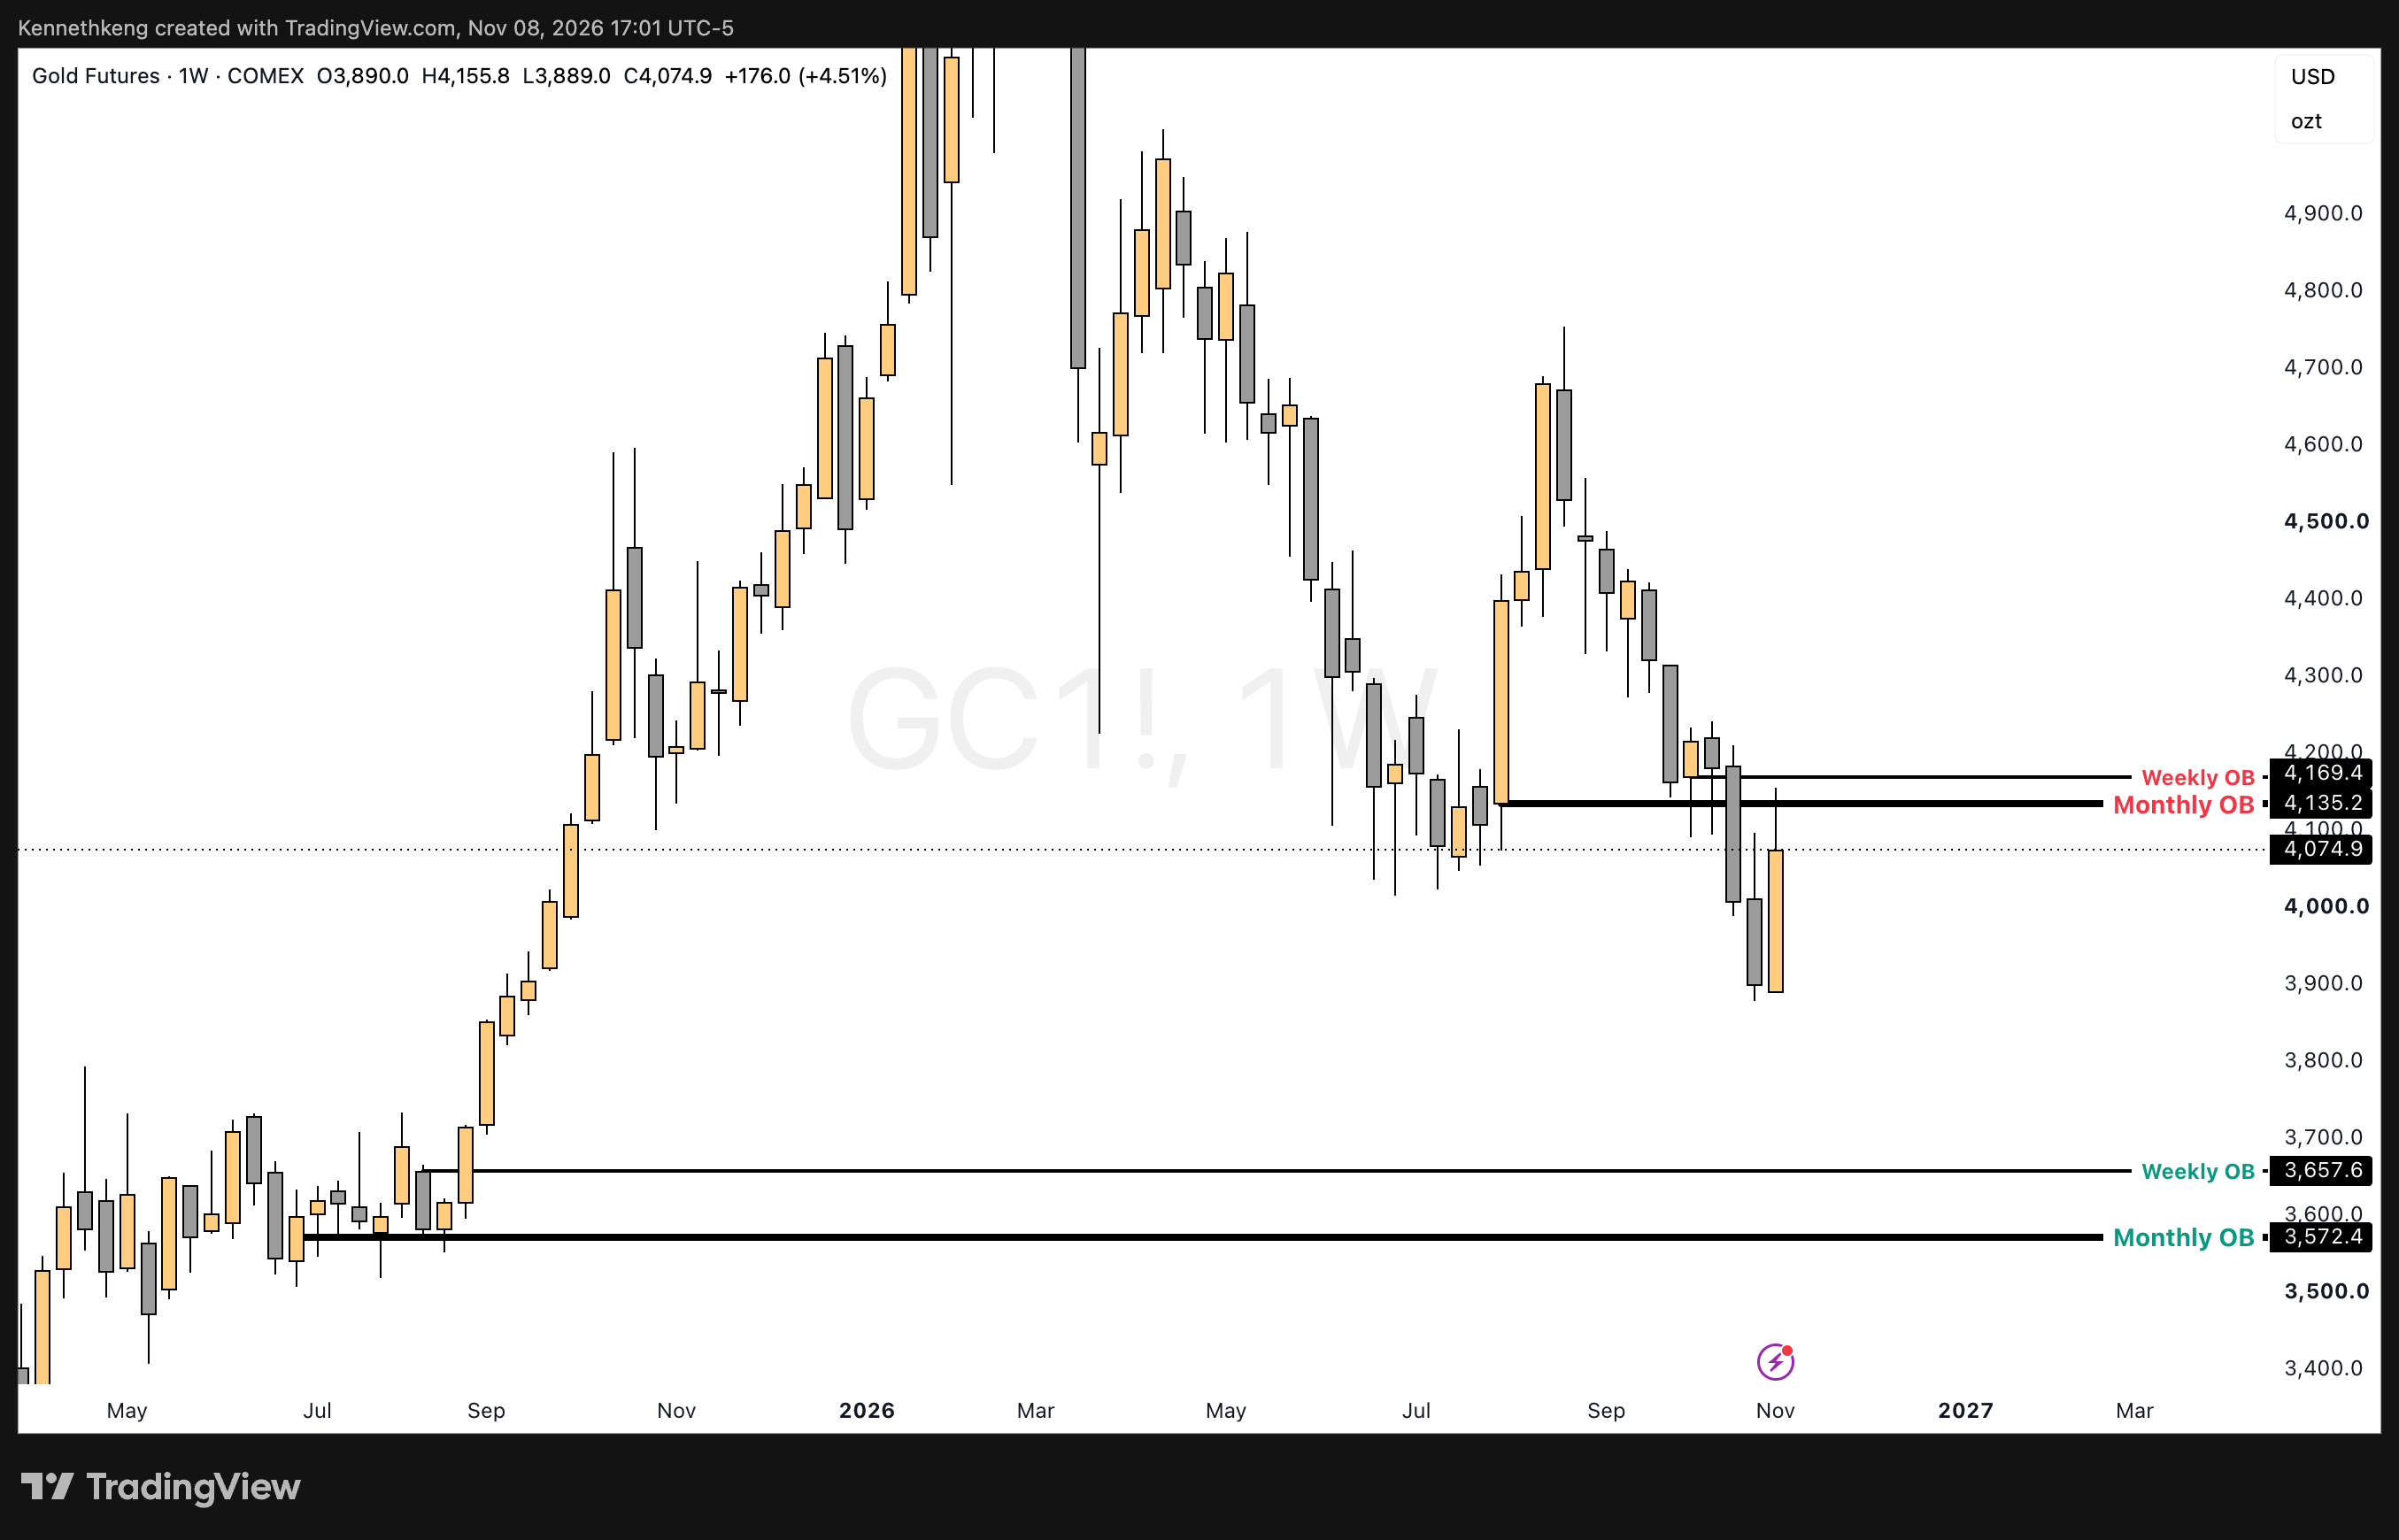 Kennethkeng created with TradingView.com, Nov 08, 2026 17:01 UTC-5
Gold Futures · 1W · COMEX O3,890.0 H4,155.8 L3,889.0 C4,074.9 +176.0 (+4.51%)
USD
ozt
4,900.0
4,800.0
4,700.0
4,600.0
4,500.0
4,400.0
4,300.0
GC1!, 1W
4,200.0
Weekly OB 4,169.4
Monthly OB 4,135.2
4,100.0
4,074.9
4,000.0
3,900.0
3,800.0
3,700.0
Weekly OB 3,657.6
3,600.0
Monthly OB 3,572.4
3,500.0
3,400.0
May Jul Sep Nov 2026 Mar May Jul Sep Nov 2027 Mar
TradingView